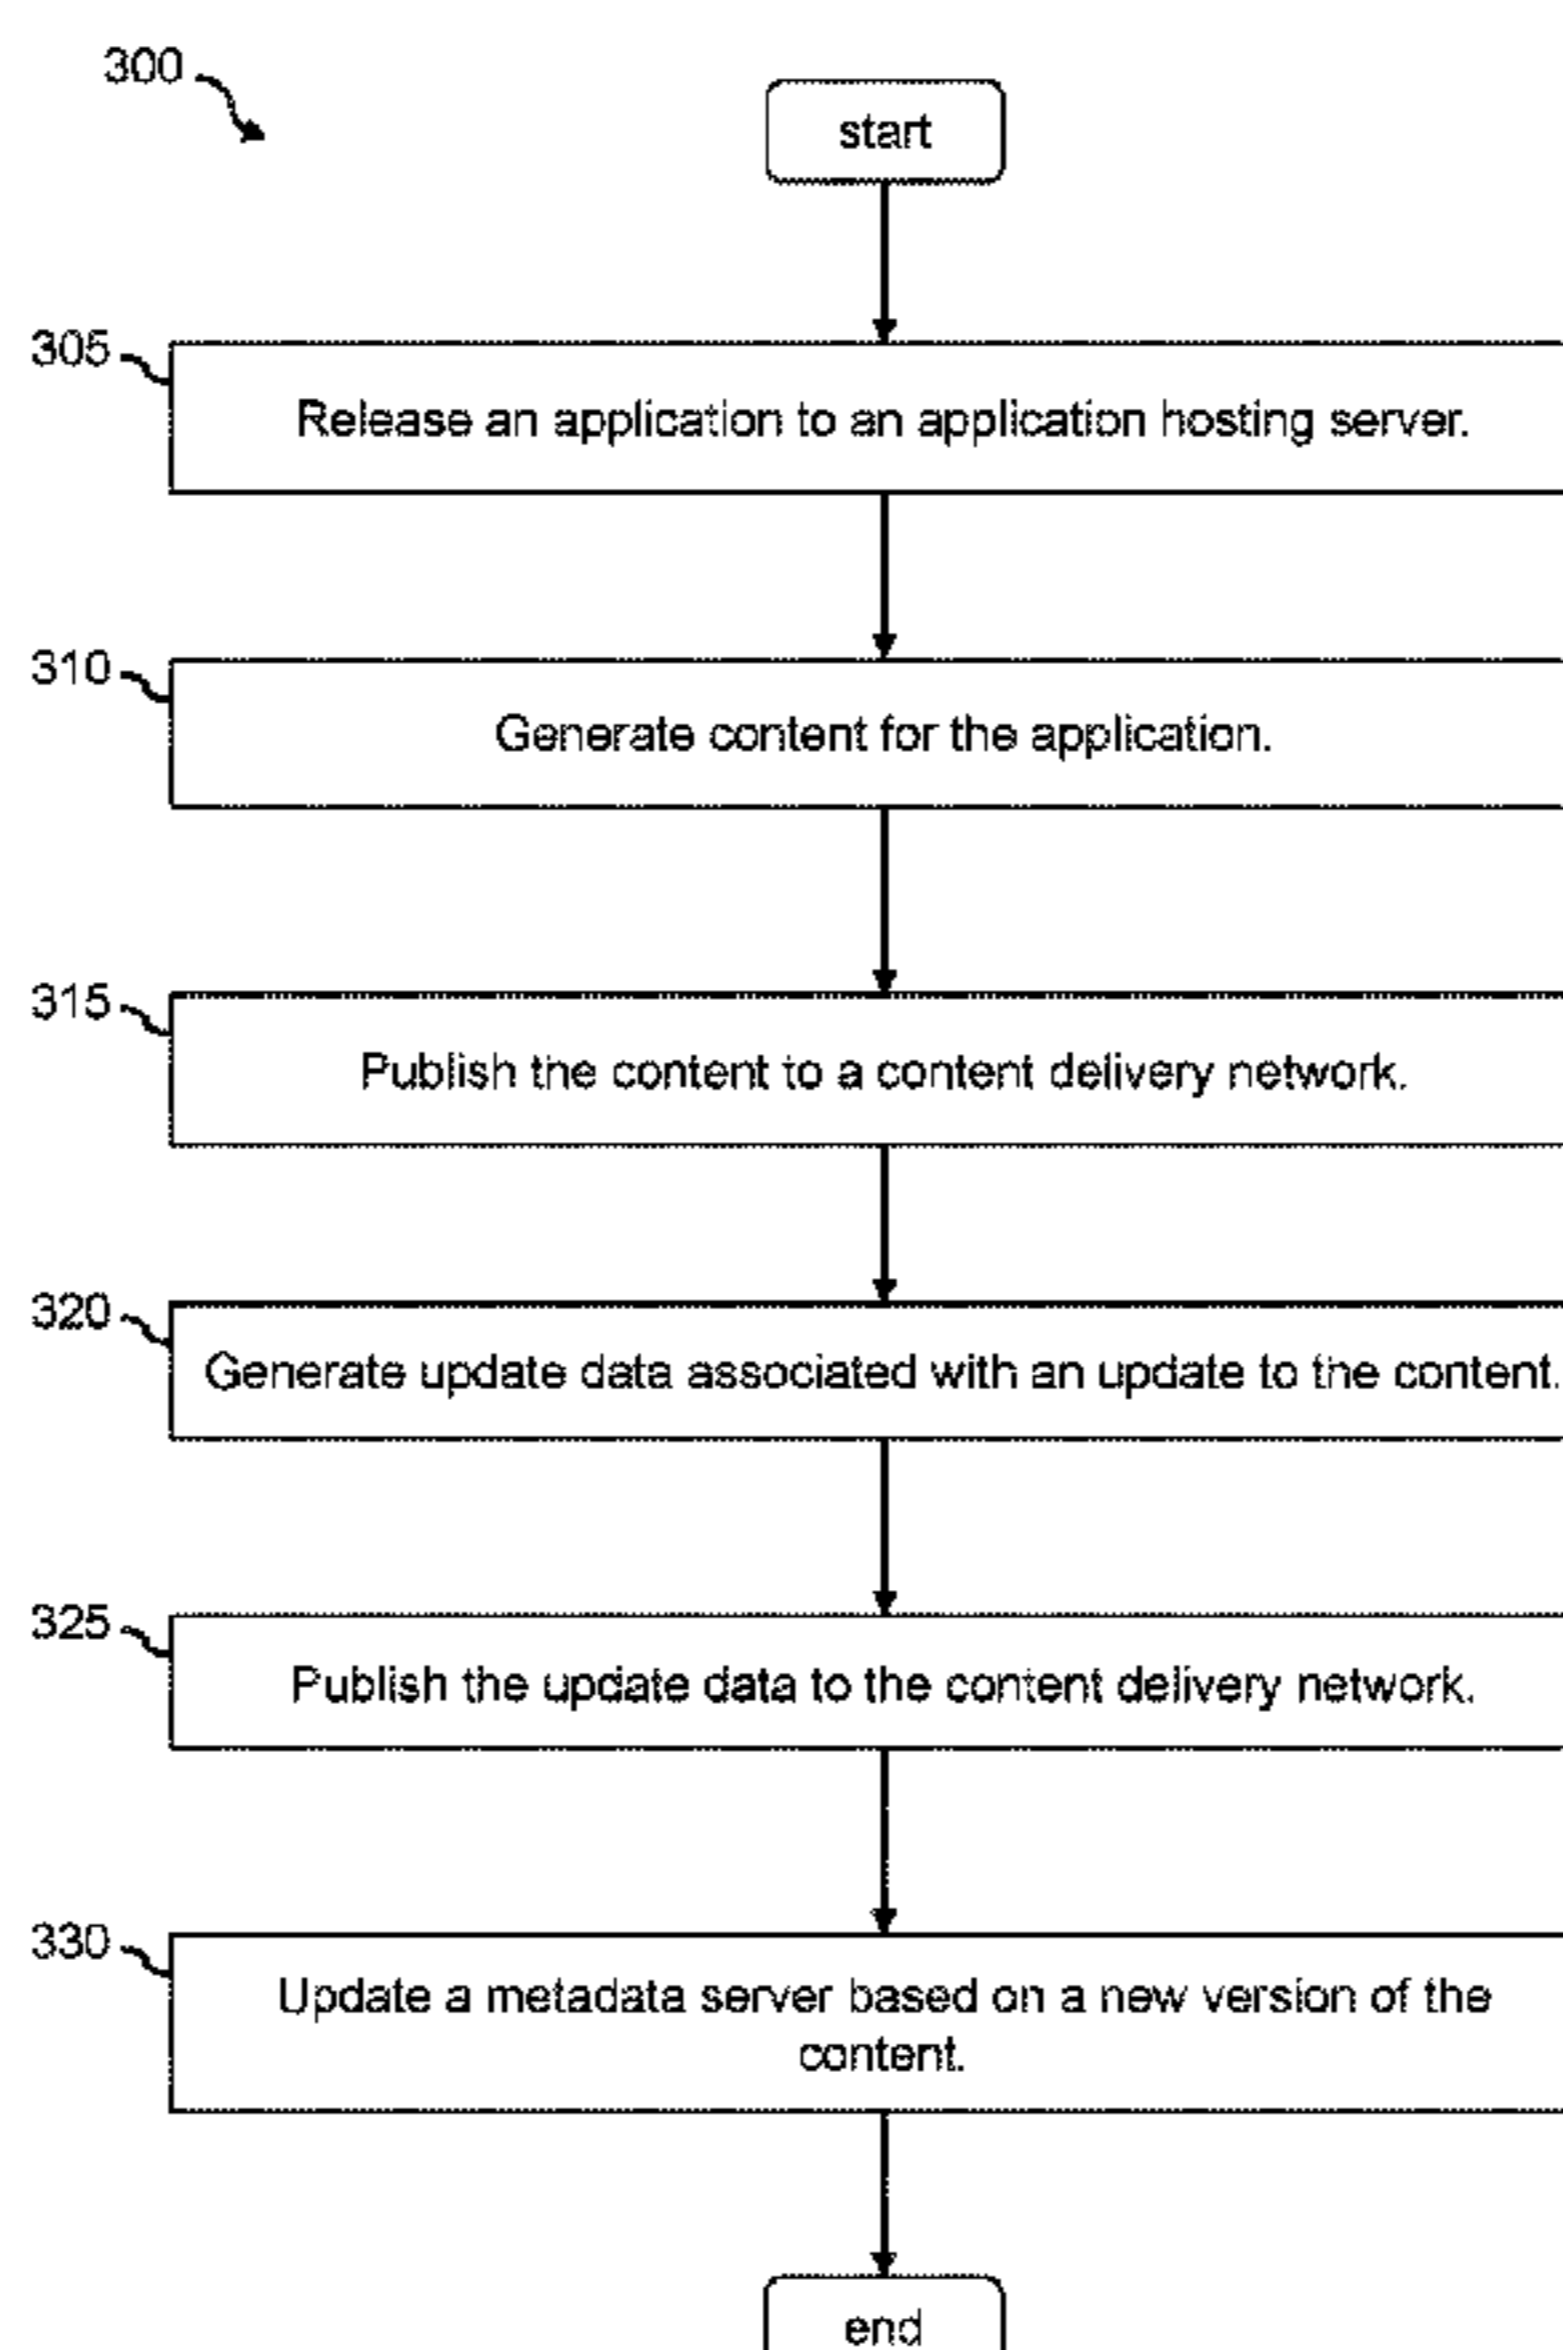 300
start
305
Release an application to an application hosting server.
310
Generate content for the application.
315
Publish the content to a content delivery network.
320
Generate update data associated with an update to the content.
325
Publish the update data to the content delivery network.
330
Update a metadata server based on a new version of the
content.
end